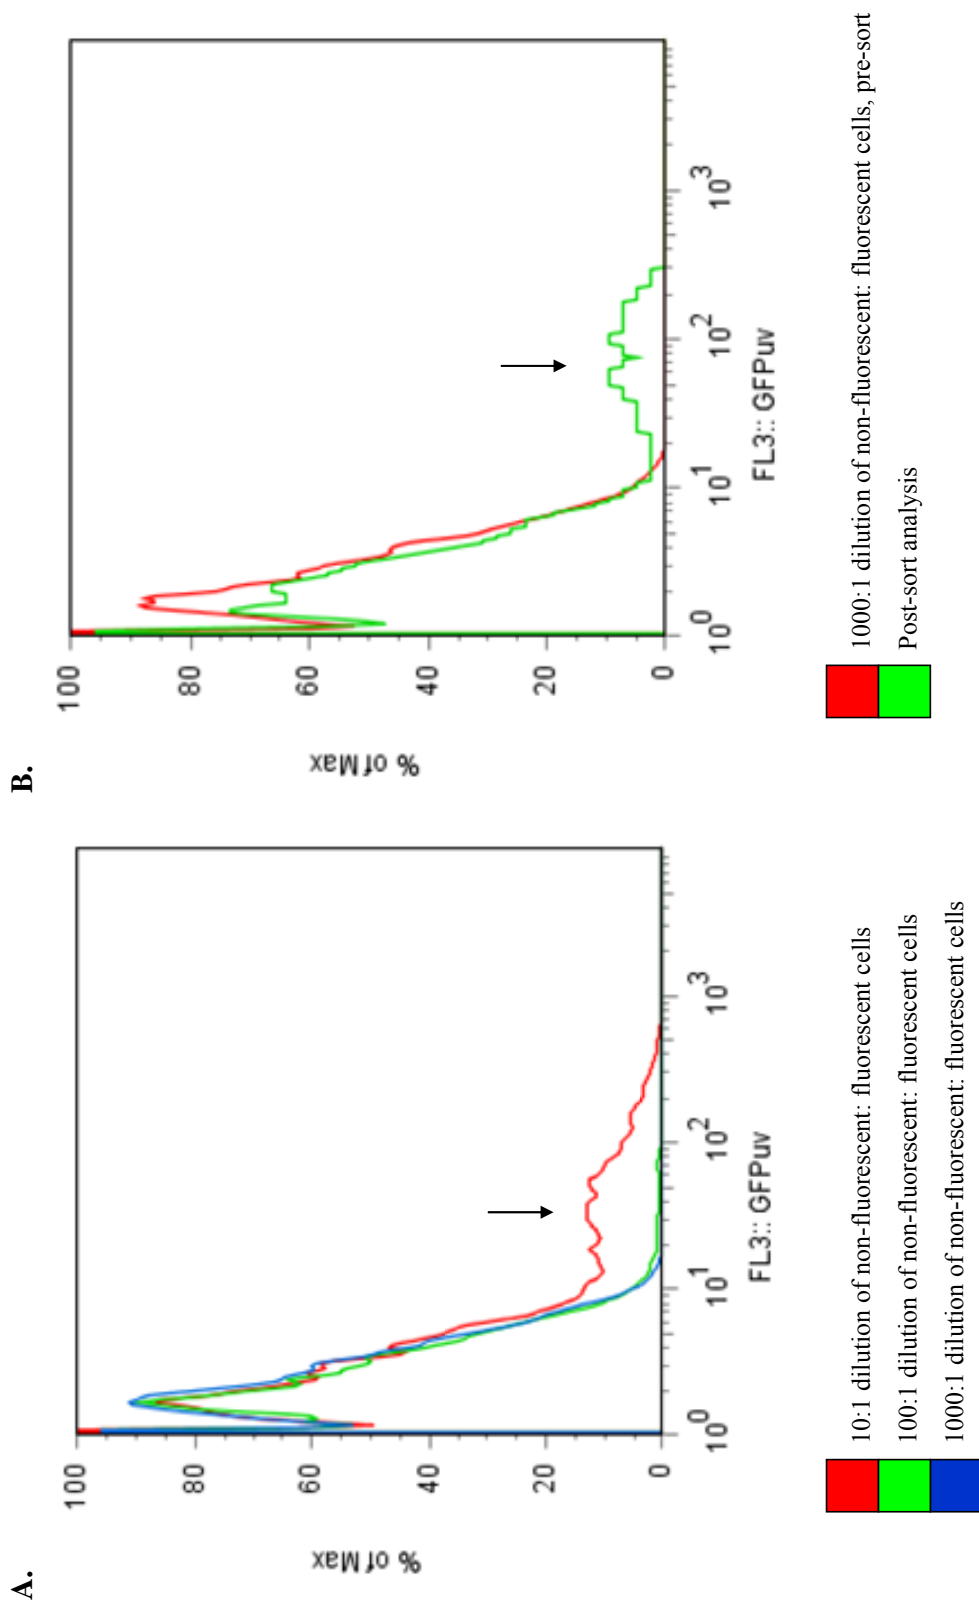 A.
% of Max
100
80
60
40
20
0
10^0 10^1 10^2 10^3
FL3:: GFPuv
10:1 dilution of non-fluorescent: fluorescent cells
100:1 dilution of non-fluorescent: fluorescent cells
1000:1 dilution of non-fluorescent: fluorescent cells
B.
% of Max
100
80
60
40
20
0
10^0 10^1 10^2 10^3
FL3:: GFPuv
1000:1 dilution of non-fluorescent: fluorescent cells, pre-sort
Post-sort analysis